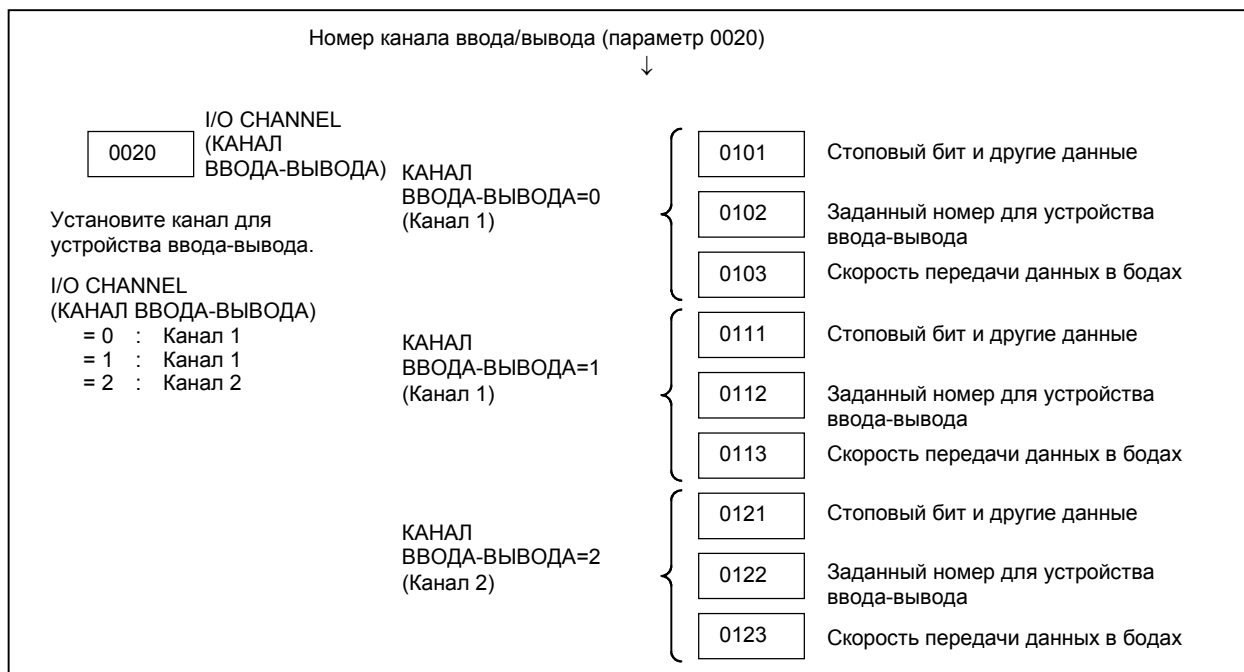 Номер канала ввода/вывода (параметр 0020)
↓
0020
I/O CHANNEL
(КАНАЛ
ВВОДА-ВЫВОДА)
Установите канал для
устройства ввода-вывода.
I/O CHANNEL
(КАНАЛ ВВОДА-ВЫВОДА)
= 0 : Канал 1
= 1 : Канал 1
= 2 : Канал 2
КАНАЛ
ВВОДА-ВЫВОДА=0
(Канал 1)
0101 Стоповый бит и другие данные
0102 Заданный номер для устройства
ввода-вывода
0103 Скорость передачи данных в бодах
КАНАЛ
ВВОДА-ВЫВОДА=1
(Канал 1)
0111 Стоповый бит и другие данные
0112 Заданный номер для устройства
ввода-вывода
0113 Скорость передачи данных в бодах
КАНАЛ
ВВОДА-ВЫВОДА=2
(Канал 2)
0121 Стоповый бит и другие данные
0122 Заданный номер для устройства
ввода-вывода
0123 Скорость передачи данных в бодах